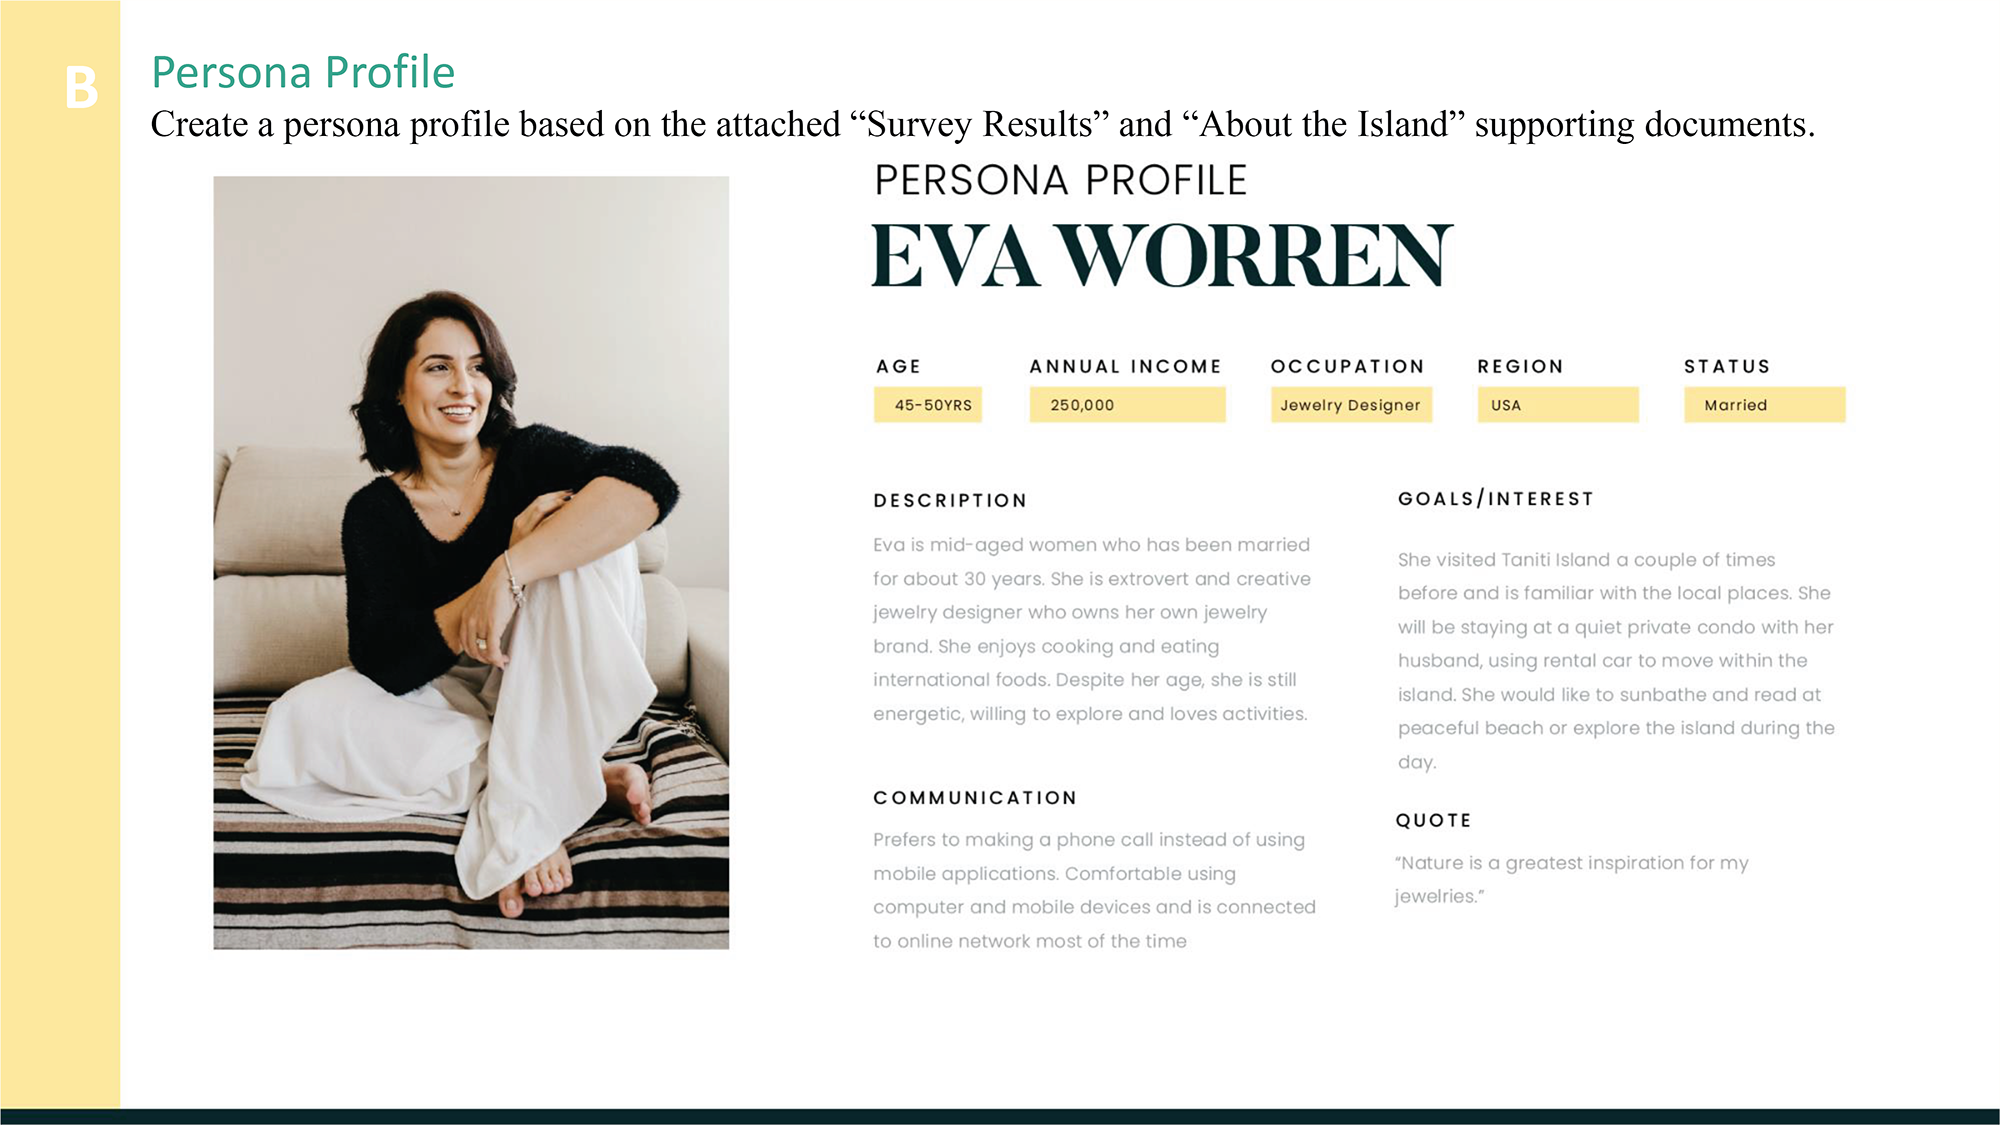 B
Persona Profile
Create a persona profile based on the attached “Survey Results” and “About the Island” supporting documents.
PERSONA PROFILE
EVA WORREN
AGE
45-50YRS
ANNUAL INCOME
250,000
OCCUPATION
Jewelry Designer
REGION
USA
STATUS
Married
DESCRIPTION
Eva is mid-aged women who has been married
for about 30 years. She is extrovert and creative
jewelry designer who owns her own jewelry
brand. She enjoys cooking and eating
international foods. Despite her age, she is still
energetic, willing to explore and loves activities.
COMMUNICATION
Prefers to making a phone call instead of using
mobile applications. Comfortable using
computer and mobile devices and is connected
to online network most of the time
GOALS/INTEREST
She visited Taniti Island a couple of times
before and is familiar with the local places. She
will be staying at a quiet private condo with her
husband, using rental car to move within the
island. She would like to sunbathe and read at
peaceful beach or explore the island during the
day.
QUOTE
“Nature is a greatest inspiration for my
jewelries.”